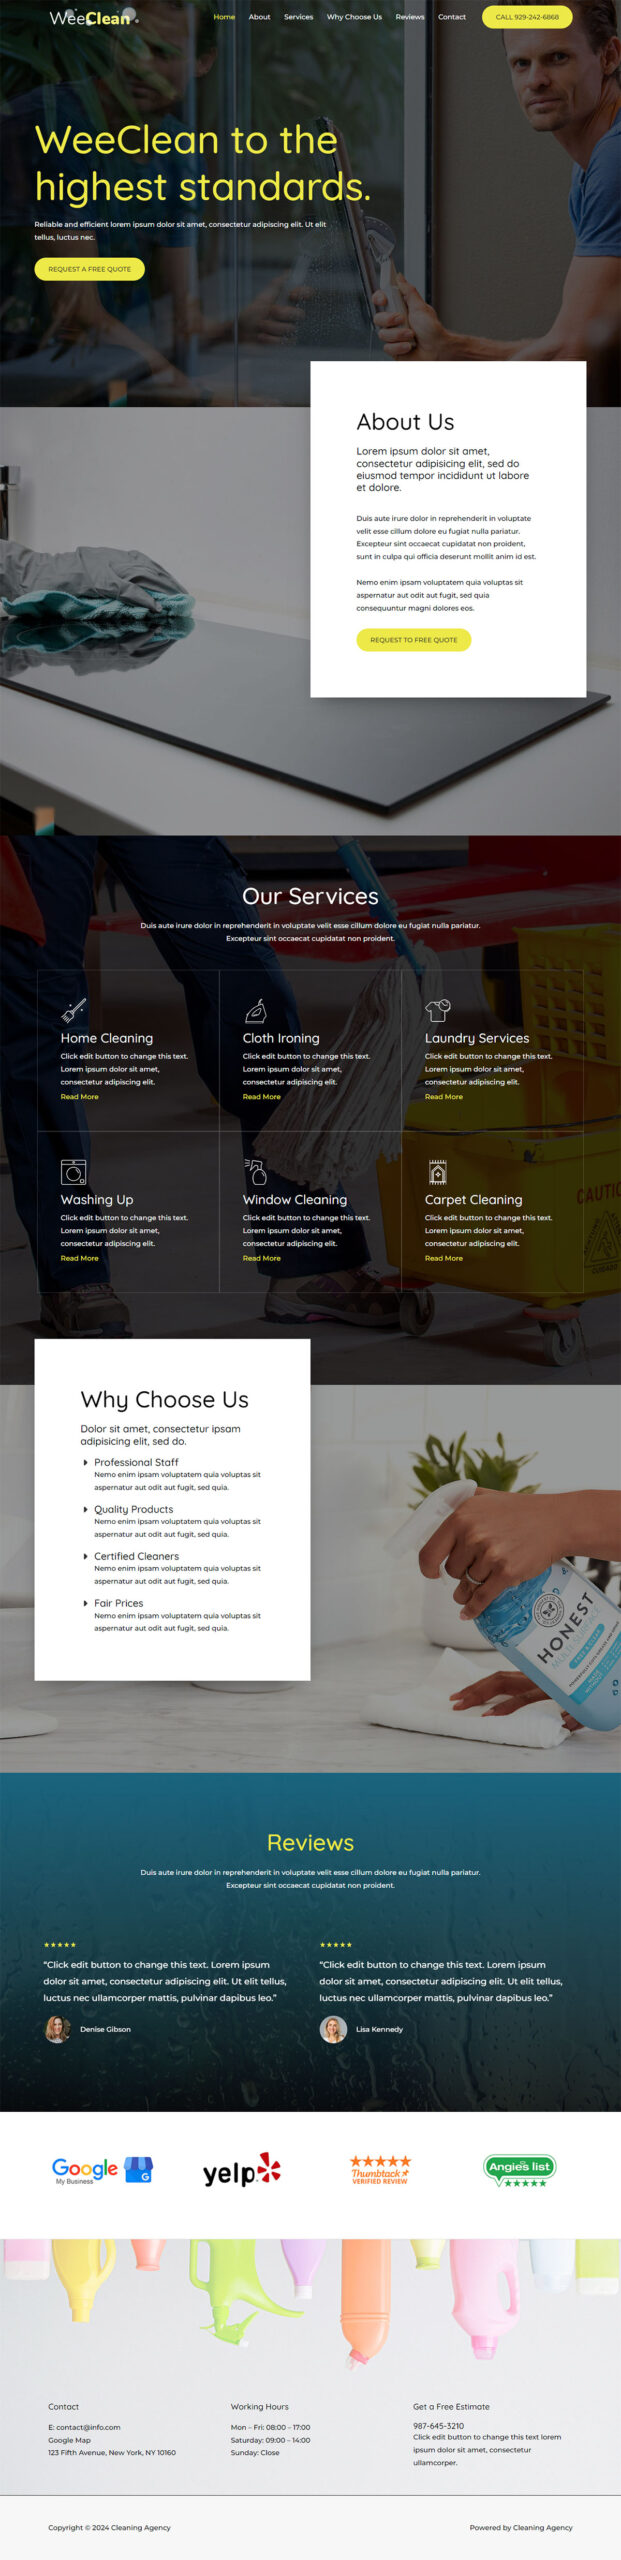 WeeClean
Home About Services Why Choose Us Reviews Contact CALL 929-242-6868
WeeClean to the
highest standards.
Reliable and efficient lorem ipsum dolor sit amet, consectetur adipiscing elit. Ut elit
tellus, luctus nec.
REQUEST A FREE QUOTE
About Us
Lorem ipsum dolor sit amet,
consectetur adipisicing elit, sed do
eiusmod tempor incididunt ut labore
et dolore.
Duis aute irure dolor in reprehenderit in voluptate
velit esse cillum dolore eu fugiat nulla pariatur.
Excepteur sint occaecat cupidatat non proident,
sunt in culpa qui officia deserunt mollit anim id est.
Nemo enim ipsam voluptatem quia voluptas sit
aspernatur aut odit aut fugit, sed quia
consequuntur magni dolores eos.
REQUEST TO FREE QUOTE
Our Services
Duis aute irure dolor in reprehenderit in voluptate velit esse cillum dolore eu fugiat nulla pariatur.
Excepteur sint occaecat cupidatat non proident.
Home Cleaning
Click edit button to change this text.
Lorem ipsum dolor sit amet,
consectetur adipiscing elit.
Read More
Cloth Ironing
Click edit button to change this text.
Lorem ipsum dolor sit amet,
consectetur adipiscing elit.
Read More
Laundry Services
Click edit button to change this text.
Lorem ipsum dolor sit amet,
consectetur adipiscing elit.
Read More
Washing Up
Click edit button to change this text.
Lorem ipsum dolor sit amet,
consectetur adipiscing elit.
Read More
Window Cleaning
Click edit button to change this text.
Lorem ipsum dolor sit amet,
consectetur adipiscing elit.
Read More
Carpet Cleaning
Click edit button to change this text.
Lorem ipsum dolor sit amet,
consectetur adipiscing elit.
Read More
Why Choose Us
Dolor sit amet, consectetur ipsam
adipisicing elit, sed do.
Professional Staff
Nemo enim ipsam voluptatem quia voluptas sit
aspernatur aut odit aut fugit, sed quia.
Quality Products
Nemo enim ipsam voluptatem quia voluptas sit
aspernatur aut odit aut fugit, sed quia.
Certified Cleaners
Nemo enim ipsam voluptatem quia voluptas sit
aspernatur aut odit aut fugit, sed quia.
Fair Prices
Nemo enim ipsam voluptatem quia voluptas sit
aspernatur aut odit aut fugit, sed quia.
HONEST
Reviews
Duis aute irure dolor in reprehenderit in voluptate velit esse cillum dolore eu fugiat nulla pariatur.
Excepteur sint occaecat cupidatat non proident.
★★★★★
“Click edit button to change this text. Lorem ipsum
dolor sit amet, consectetur adipiscing elit. Ut elit tellus,
luctus nec ullamcorper mattis, pulvinar dapibus leo.”
Denise Gibson
★★★★★
“Click edit button to change this text. Lorem ipsum
dolor sit amet, consectetur adipiscing elit. Ut elit tellus,
luctus nec ullamcorper mattis, pulvinar dapibus leo.”
Lisa Kennedy
Google
My Business
G
yelp
Thumbtack
VERIFIED REVIEW
Angie's list
Contact
E: contact@info.com
Google Map
123 Fifth Avenue, New York, NY 10160
Working Hours
Mon – Fri: 08:00 – 17:00
Saturday: 09:00 – 14:00
Sunday: Close
Get a Free Estimate
987-645-3210
Click edit button to change this text lorem
ipsum dolor sit amet, consectetur
ullamcorper.
Copyright © 2024 Cleaning Agency
Powered by Cleaning Agency